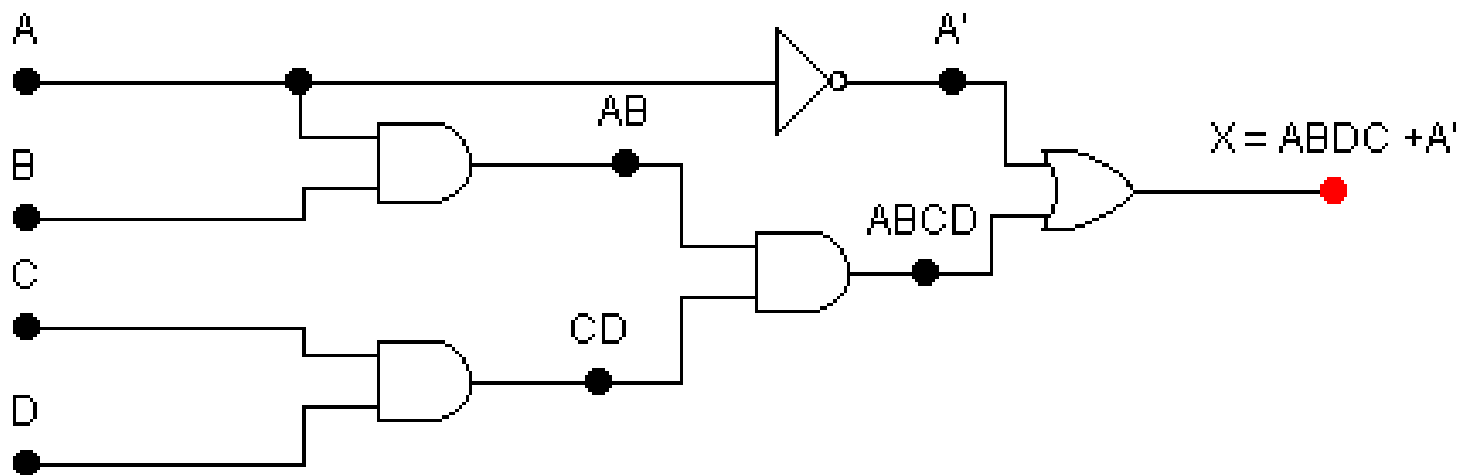 A
A'
AB
X = ABDC +A'
B
ABCD
C
CD
D